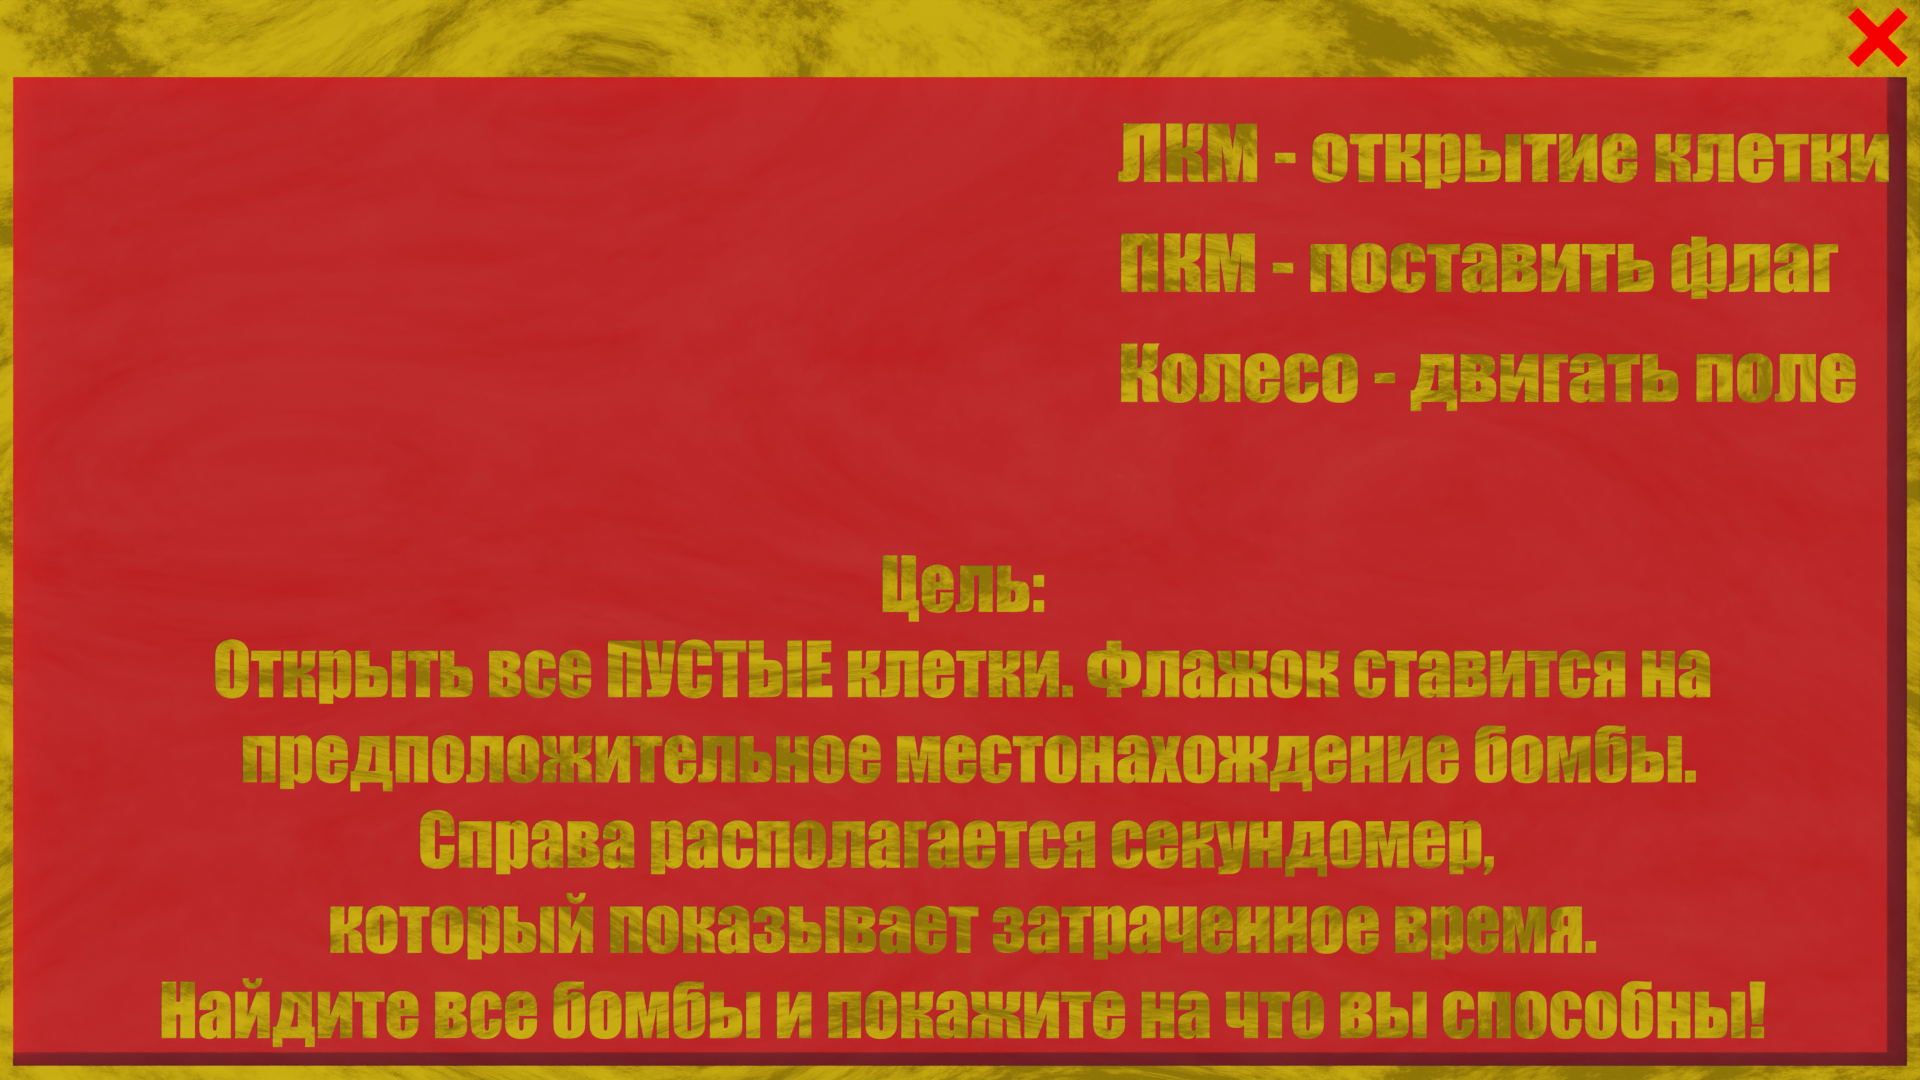 ЛКМ - открытие клетки
ПКМ - поставить флаг
Колесо - двигать поле
Цель:
Открыть все ПУСТЫЕ клетки. Флажок ставится на
предположительное местонахождение бомбы.
Справа располагается секундомер,
который показывает затраченное время.
Найдите все бомбы и покажите на что вы способны!